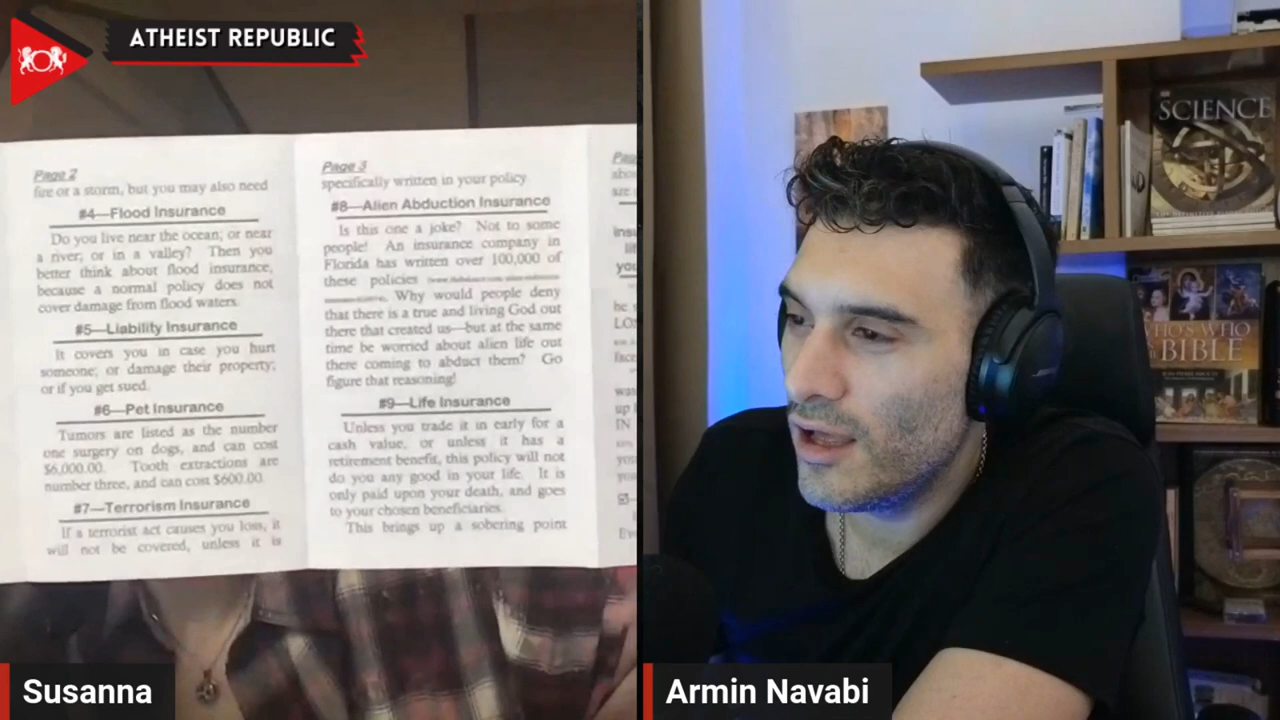 ATHEIST REPUBLIC
Page 2
fire or a storm, but you may also need
#4—Flood Insurance
Do you live near the ocean; or near
a river; or in a valley? Then you
better think about flood insurance,
because a normal policy does not
cover damage from flood waters.
#5—Liability Insurance
It covers you in case you hurt
someone; or damage their property;
or if you get sued.
#6—Pet Insurance
Tumors are listed as the number
one surgery on dogs, and can cost
$6,000.00. Tooth extractions are
number three, and can cost $600.00.
#7—Terrorism Insurance
If a terrorist act causes you loss, it
will not be covered, unless it is
Page 3
specifically written in your policy
#8—Alien Abduction Insurance
Is this one a joke? Not to some
people! An insurance company in
Florida has written over 100,000 of
these policies
Why would people deny
that there is a true and living God out
there that created us—but at the same
time be worried about alien life out
there coming to abduct them? Go
figure that reasoning!
#9—Life Insurance
Unless you trade it in early for a
cash value, or unless it has a
retirement benefit, this policy will not
do you any good in your life. It is
only paid upon your death, and goes
to your chosen beneficiaries.
This brings up a sobering point
SCIENCE
WHO'S WHO
BIBLE
Susanna
Armin Navabi